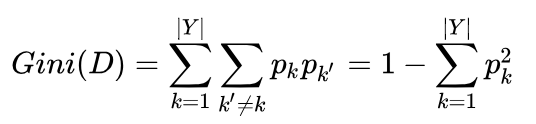 Gini(D) = \sum_{k=1}^{|Y|} \sum_{k' \neq k} p_k p_{k'} = 1 - \sum_{k=1}^{|Y|} p_k^2